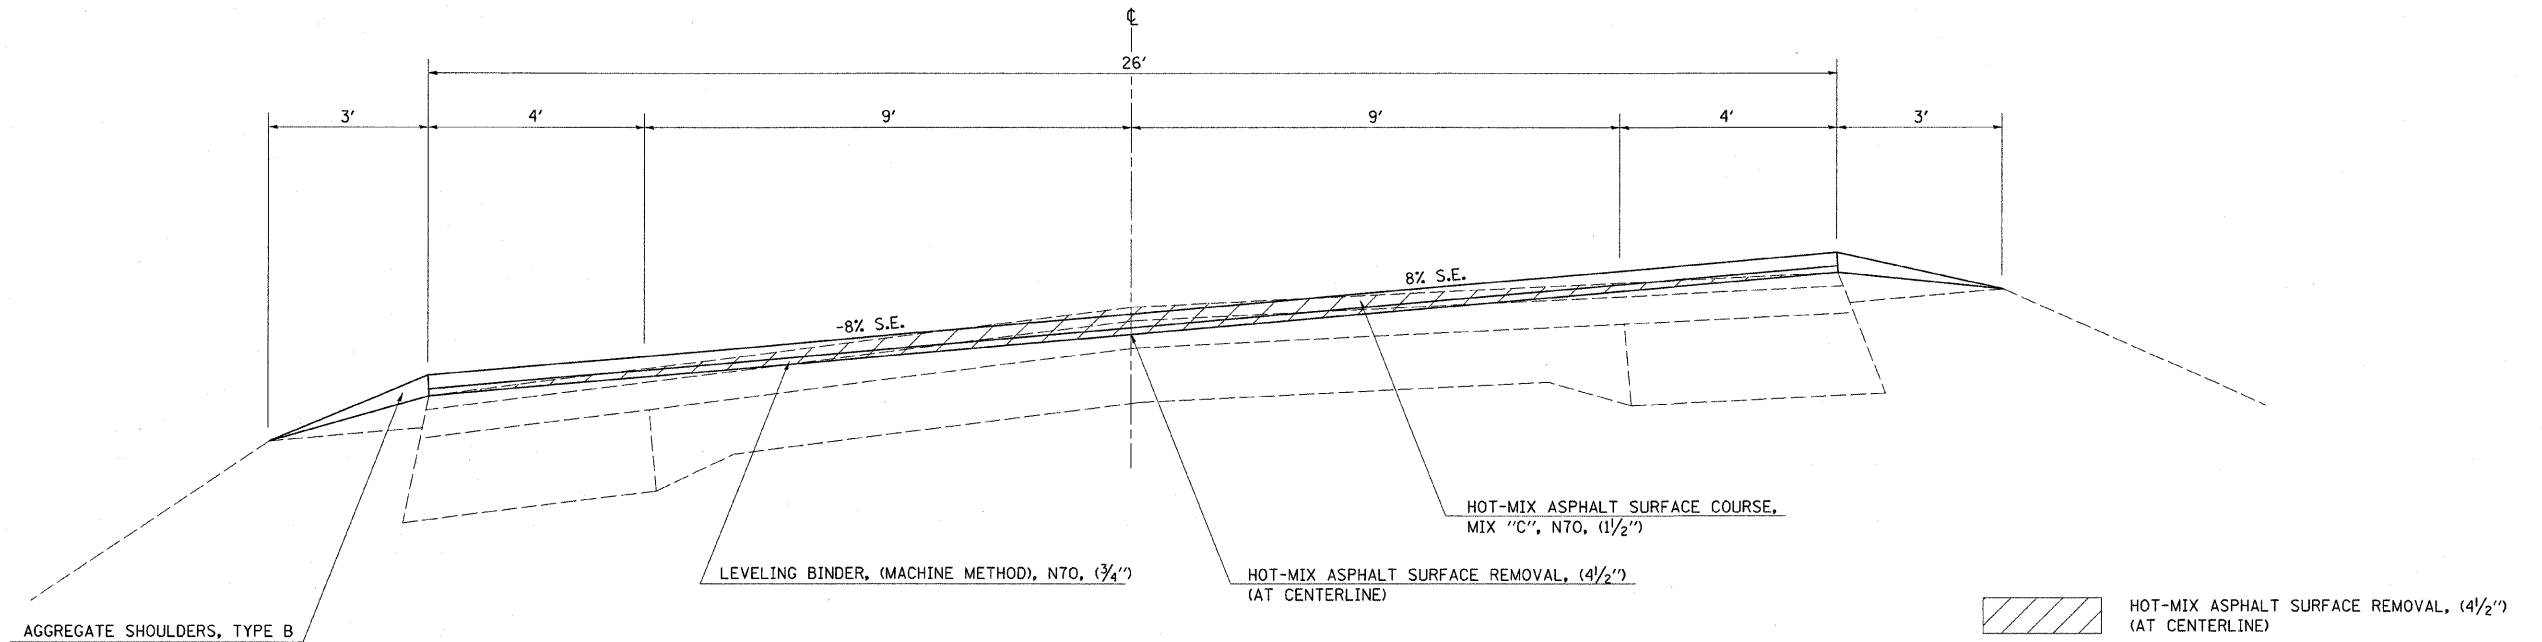 ℄
26'
3' 4' 9' 9' 4' 3'
8% S.E.
-8% S.E.
HOT-MIX ASPHALT SURFACE COURSE,
MIX "C", N70, (1½")
LEVELING BINDER, (MACHINE METHOD), N70, (¾")
HOT-MIX ASPHALT SURFACE REMOVAL, (4½")
(AT CENTERLINE)
AGGREGATE SHOULDERS, TYPE B
HOT-MIX ASPHALT SURFACE REMOVAL, (4½")
(AT CENTERLINE)